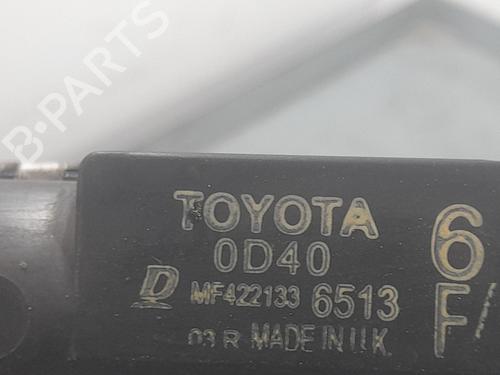 B-PARTS
TOYOTA 6
0D40
D MF422133 6513 F/
03 R MADE IN U.K.